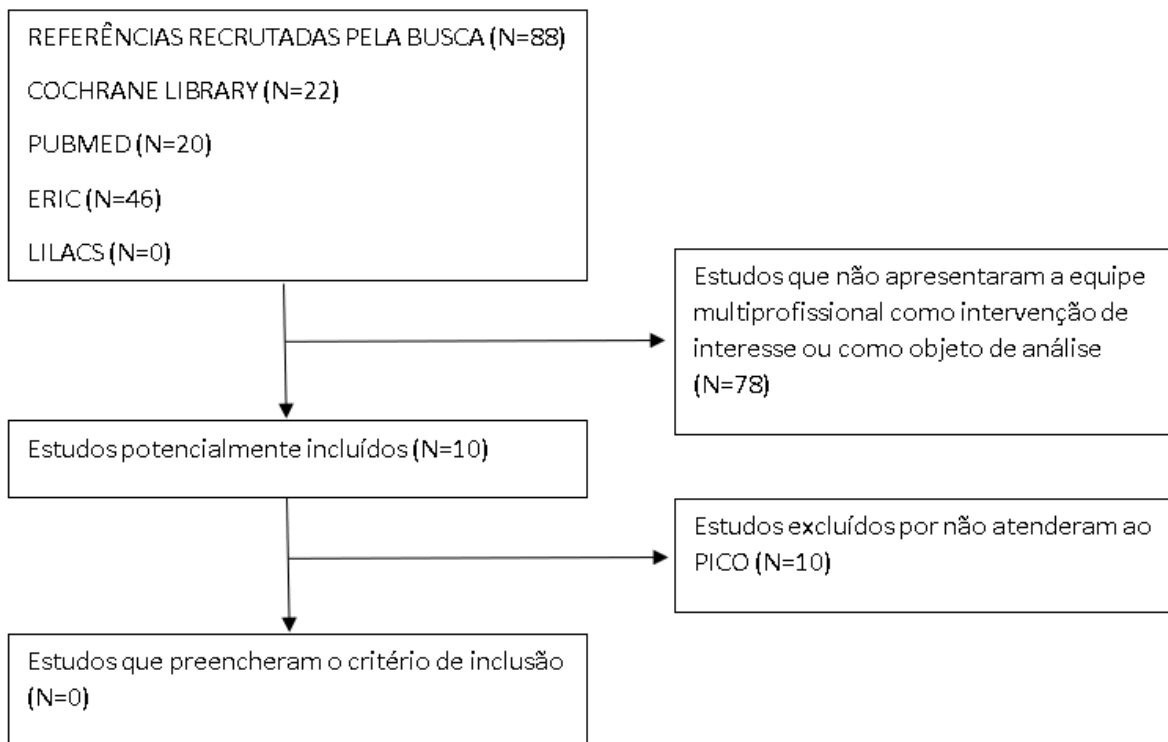 REFERÊNCIAS RECRUTADAS PELA BUSCA (N=88)
COCHRANE LIBRARY (N=22)
PUBMED (N=20)
ERIC (N=46)
LILACS (N=0)
Estudos que não apresentaram a equipe
multiprofissional como intervenção de
interesse ou como objeto de análise
(N=78)
Estudos potencialmente incluídos (N=10)
Estudos excluídos por não atenderam ao
PICO (N=10)
Estudos que preencheram o critério de inclusão
(N=0)